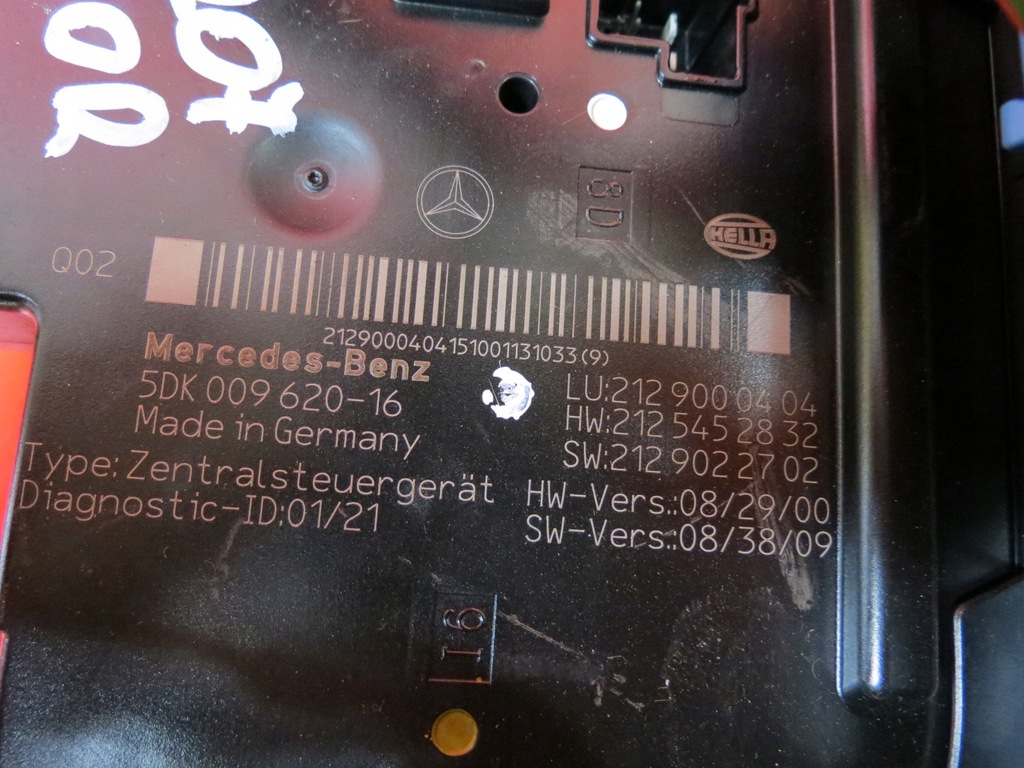 8D
HELLA
Q02
2129000404151001131033(9)
Mercedes-Benz
5DK 009 620-16
Made in Germany
Type: Zentralsteuergerät
Diagnostic-ID:01/21
LU:212 900 04 04
HW:212 545 28 32
SW:212 902 27 02
HW-Vers.:08/29/00
SW-Vers.:08/38/09
16